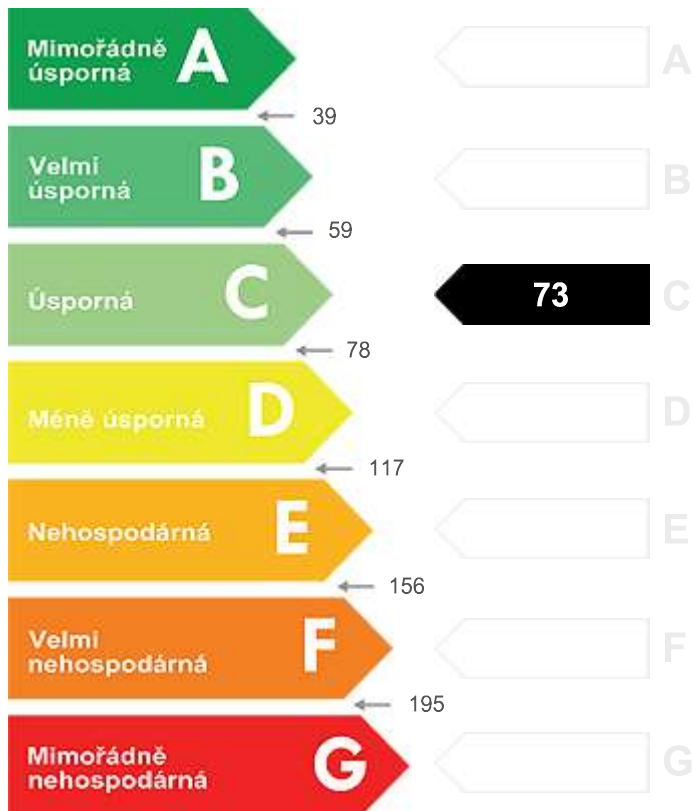 Mimořádně
úsporná
A
A
39
Velmi
úsporná
B
B
59
Úsporná
C
73
C
78
Méně úsporná
D
D
117
Nehospodárná
E
E
156
Velmi
nehospodárná
F
F
195
Mimořádně
nehospodárná
G
G